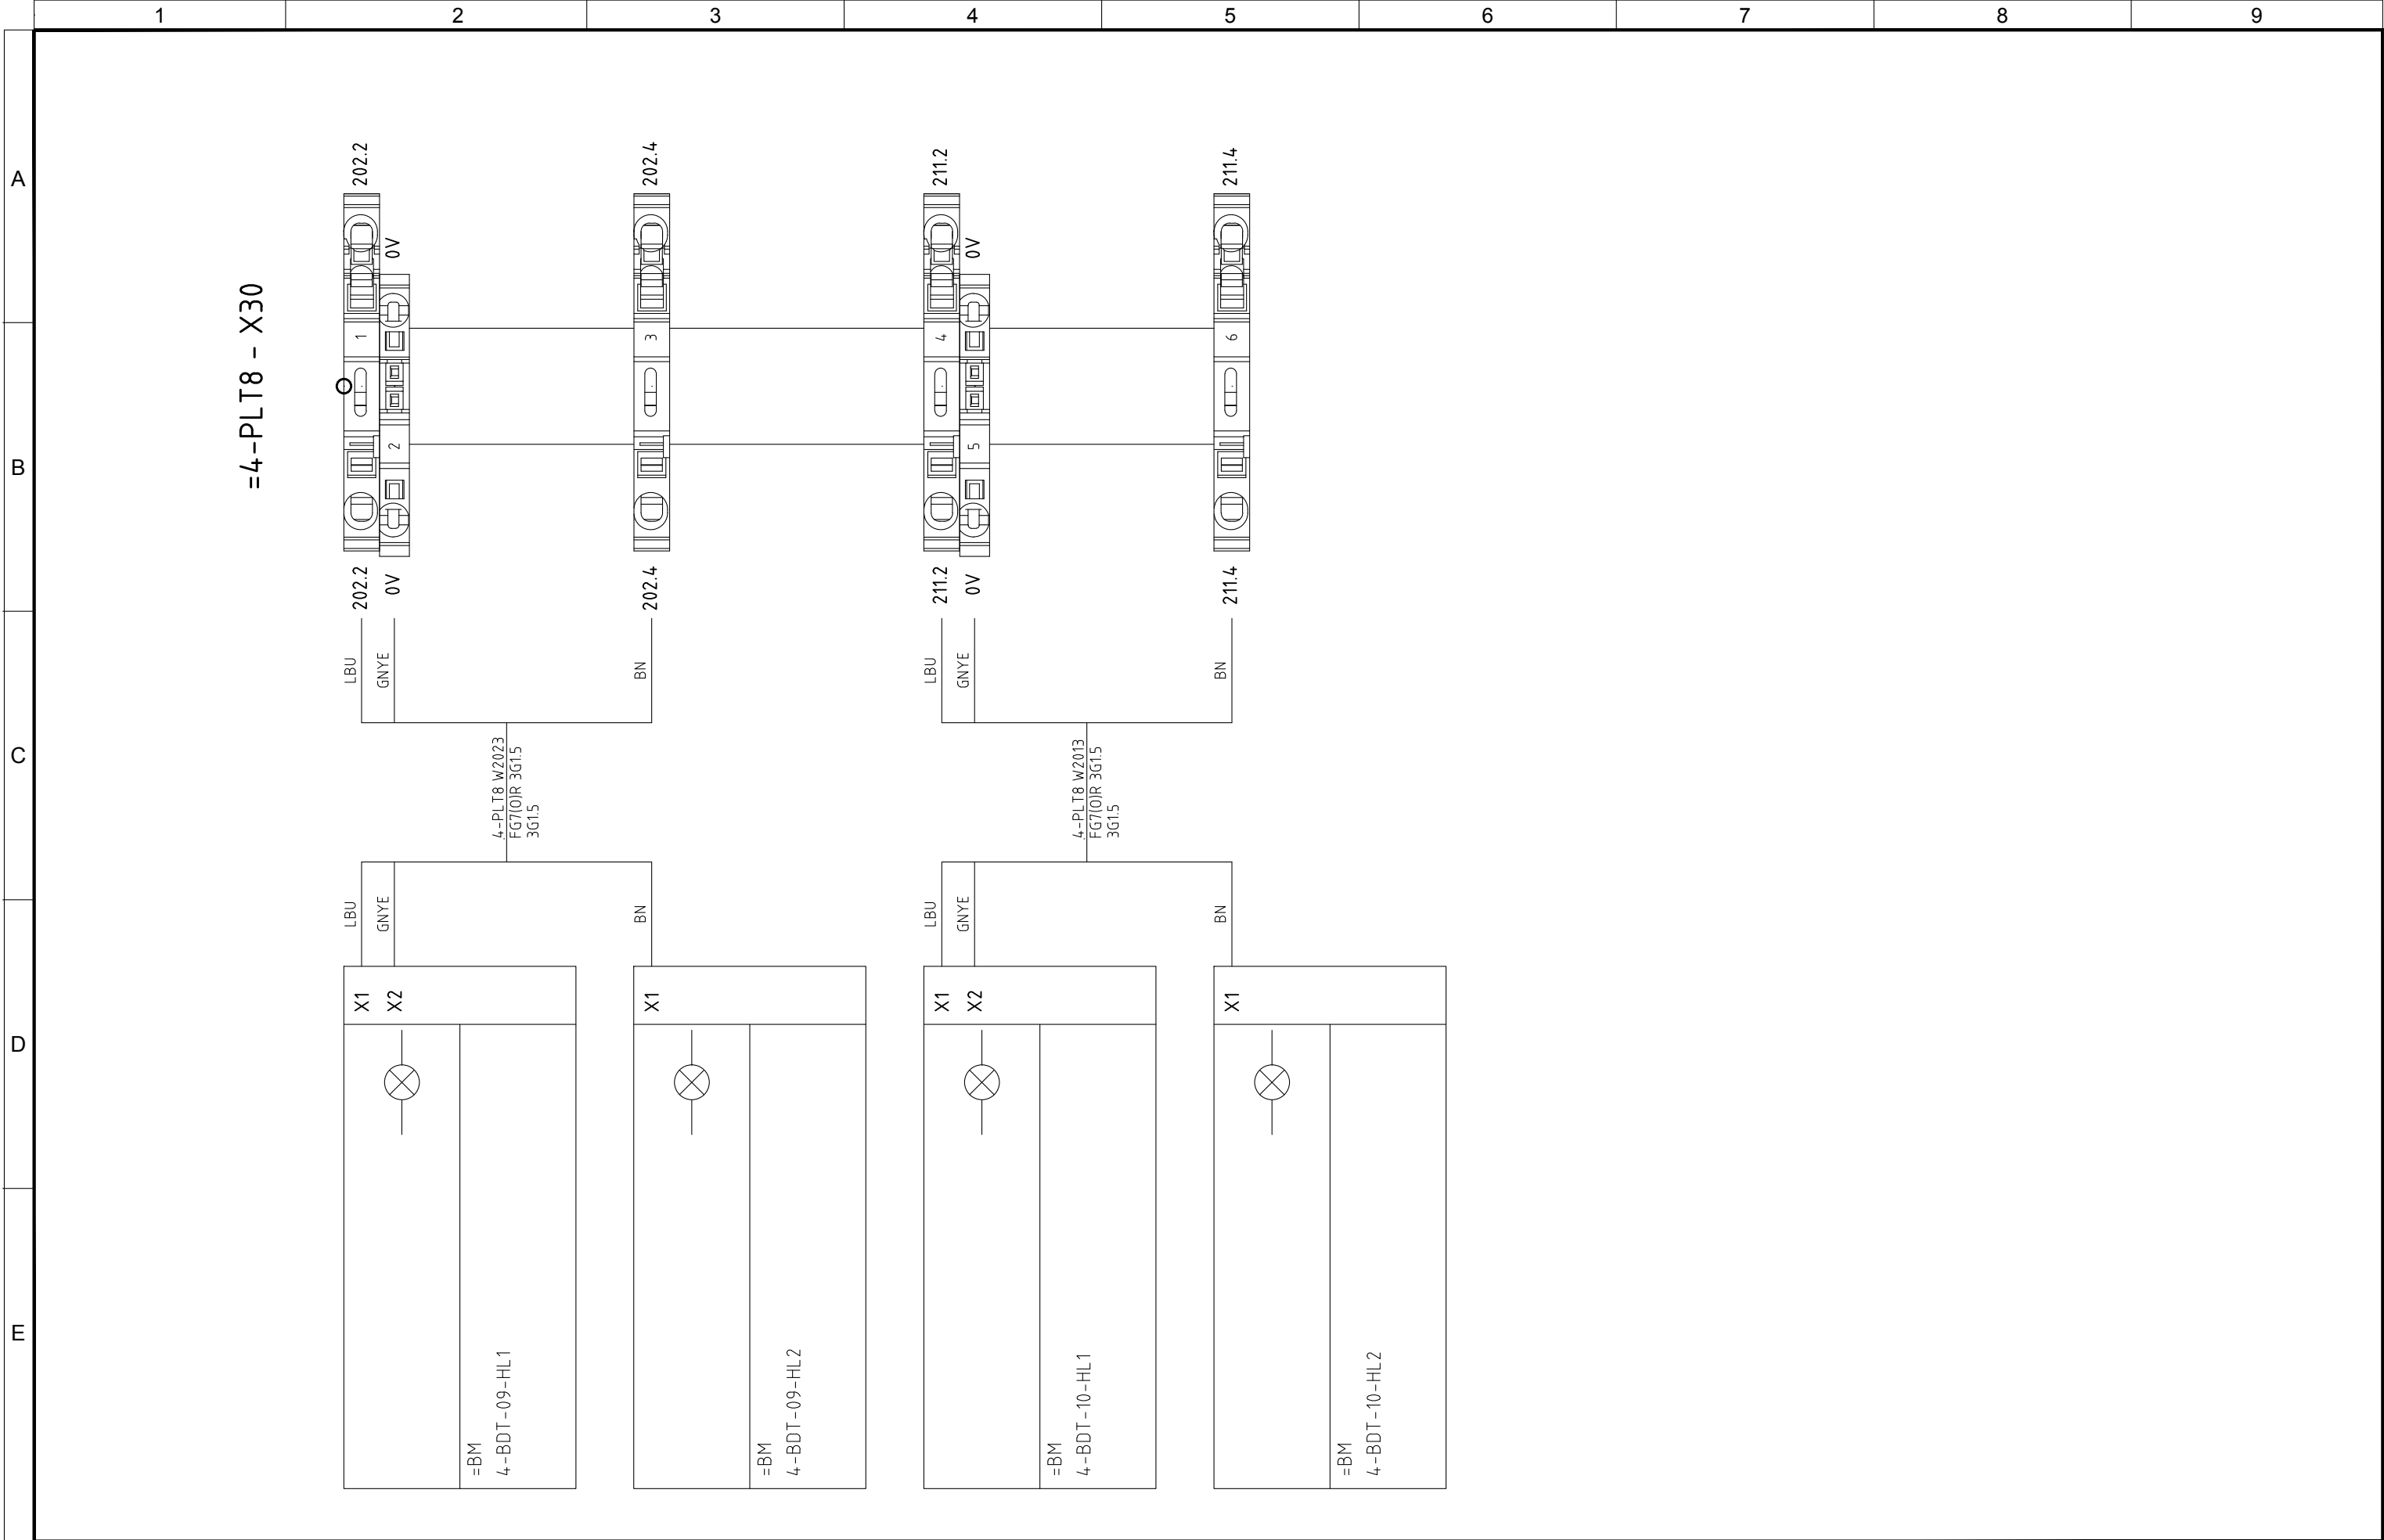 1 2 3 4 5 6 7 8 9
A
B
C
D
E
=4-PLT8 - X30
202.2
0V
202.4
211.2
0V
211.4
1
2
3
4
5
6
202.2
0V
202.4
211.2
0V
211.4
LBU
GNYE
BN
LBU
GNYE
BN
4-PLT8 W2023
FG7(O)R 3G1.5
3G1.5
4-PLT8 W2013
FG7(O)R 3G1.5
3G1.5
LBU
GNYE
BN
LBU
GNYE
BN
X1
X2
X1
X1
X2
X1
=BM
4-BDT-09-HL1
=BM
4-BDT-09-HL2
=BM
4-BDT-10-HL1
=BM
4-BDT-10-HL2